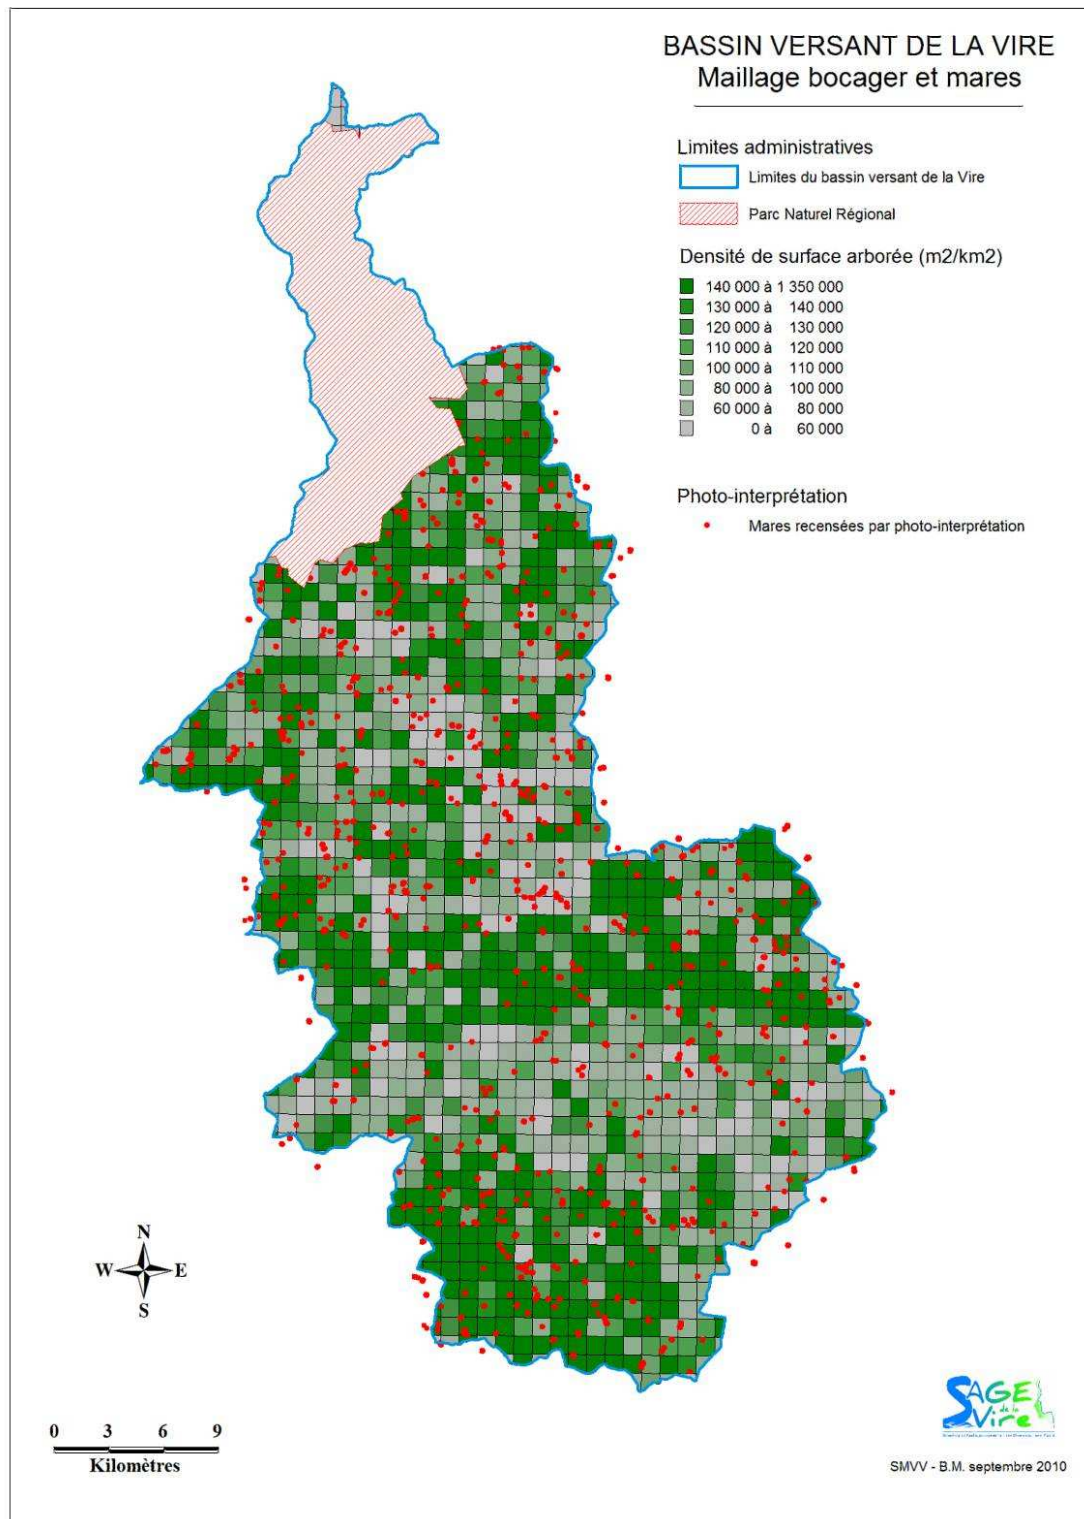 BASSIN VERSANT DE LA VIRE
Maillage bocager et mares
Limites administratives
Limites du bassin versant de la Vire
Parc Naturel Régional
Densité de surface arborée (m2/km2)
140 000 à 1 350 000
130 000 à 140 000
120 000 à 130 000
110 000 à 120 000
100 000 à 110 000
80 000 à 100 000
60 000 à 80 000
0 à 60 000
Photo-interprétation
Mares recensées par photo-interprétation
N
W E
S
0 3 6 9
Kilomètres
SAGE
de la
Vire
SMVV - B.M. septembre 2010